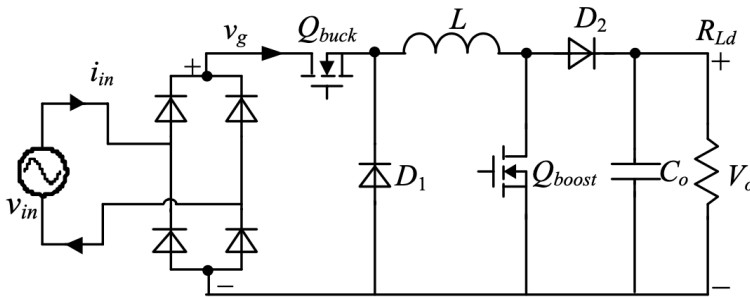 v_g
Q_buck
L
D_2
R_Ld
+
+
i_in
D_1
Q_boost
C_o
V_o
v_in
−
−